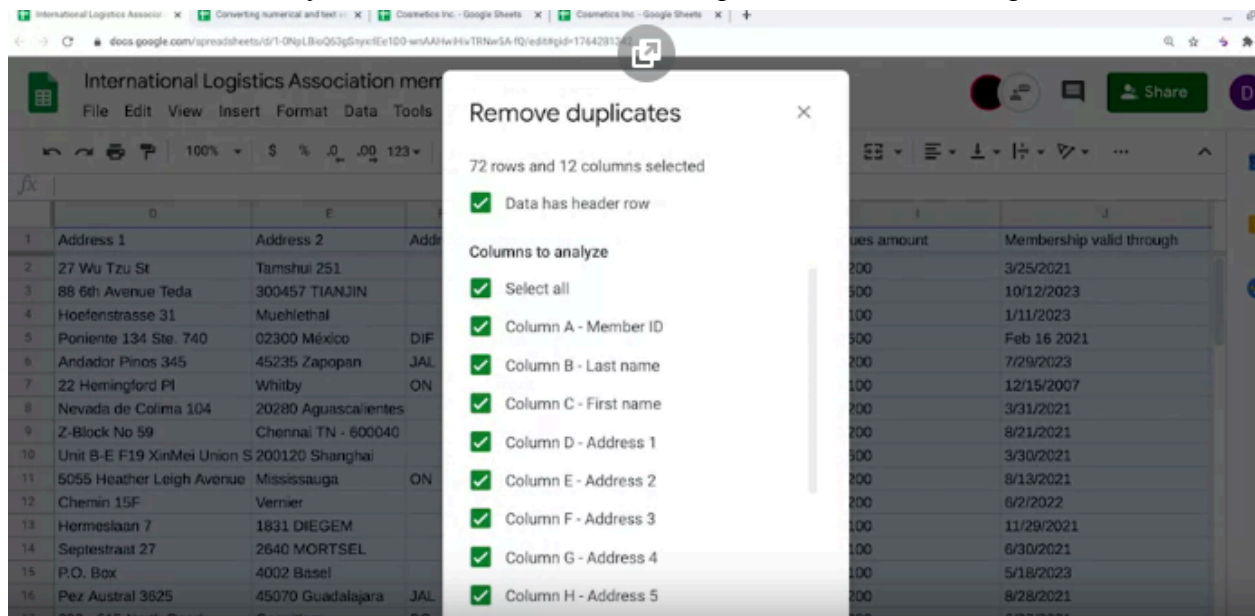 International Logistics Associat
Converting numerical and text
Cosmetics Inc. - Google Sheets
Cosmetics Inc. - Google Sheets
docs.google.com/spreadsheets/d/
International Logistics Association mem
Share
D
File Edit View Insert Format Data Tools
100% $ % .0 .00 123
fx
Remove duplicates
72 rows and 12 columns selected
Data has header row
Columns to analyze
Select all
Column A - Member ID
Column B - Last name
Column C - First name
Column D - Address 1
Column E - Address 2
Column F - Address 3
Column G - Address 4
Column H - Address 5
D E I J
1 Address 1 Address 2 Addr ues amount Membership valid through
2 27 Wu Tzu St Tamshui 251 200 3/25/2021
3 88 6th Avenue Teda 300457 TIANJIN 500 10/12/2023
4 Hoefenstrasse 31 Muehlethal 100 1/11/2023
5 Poniente 134 Ste. 740 02300 México DIF 500 Feb 16 2021
6 Andador Pinos 345 45235 Zapopan JAL 200 7/29/2023
7 22 Hemingford Pl Whitby ON 100 12/15/2007
8 Nevada de Colima 104 20280 Aguascalientes 200 3/31/2021
9 Z-Block No 59 Chennai TN - 600040 200 8/21/2021
10 Unit B-E F19 XinMei Union S 200120 Shanghai 500 3/30/2021
11 5055 Heather Leigh Avenue Mississauga ON 200 8/13/2021
12 Chemin 15F Vernier 200 6/2/2022
13 Hermeslaan 7 1831 DIEGEM 100 11/29/2021
14 Septestraat 27 2640 MORTSEL 100 6/30/2021
15 P.O. Box 4002 Basel 100 5/18/2023
16 Pez Austral 3625 45070 Guadalajara JAL 200 8/28/2021